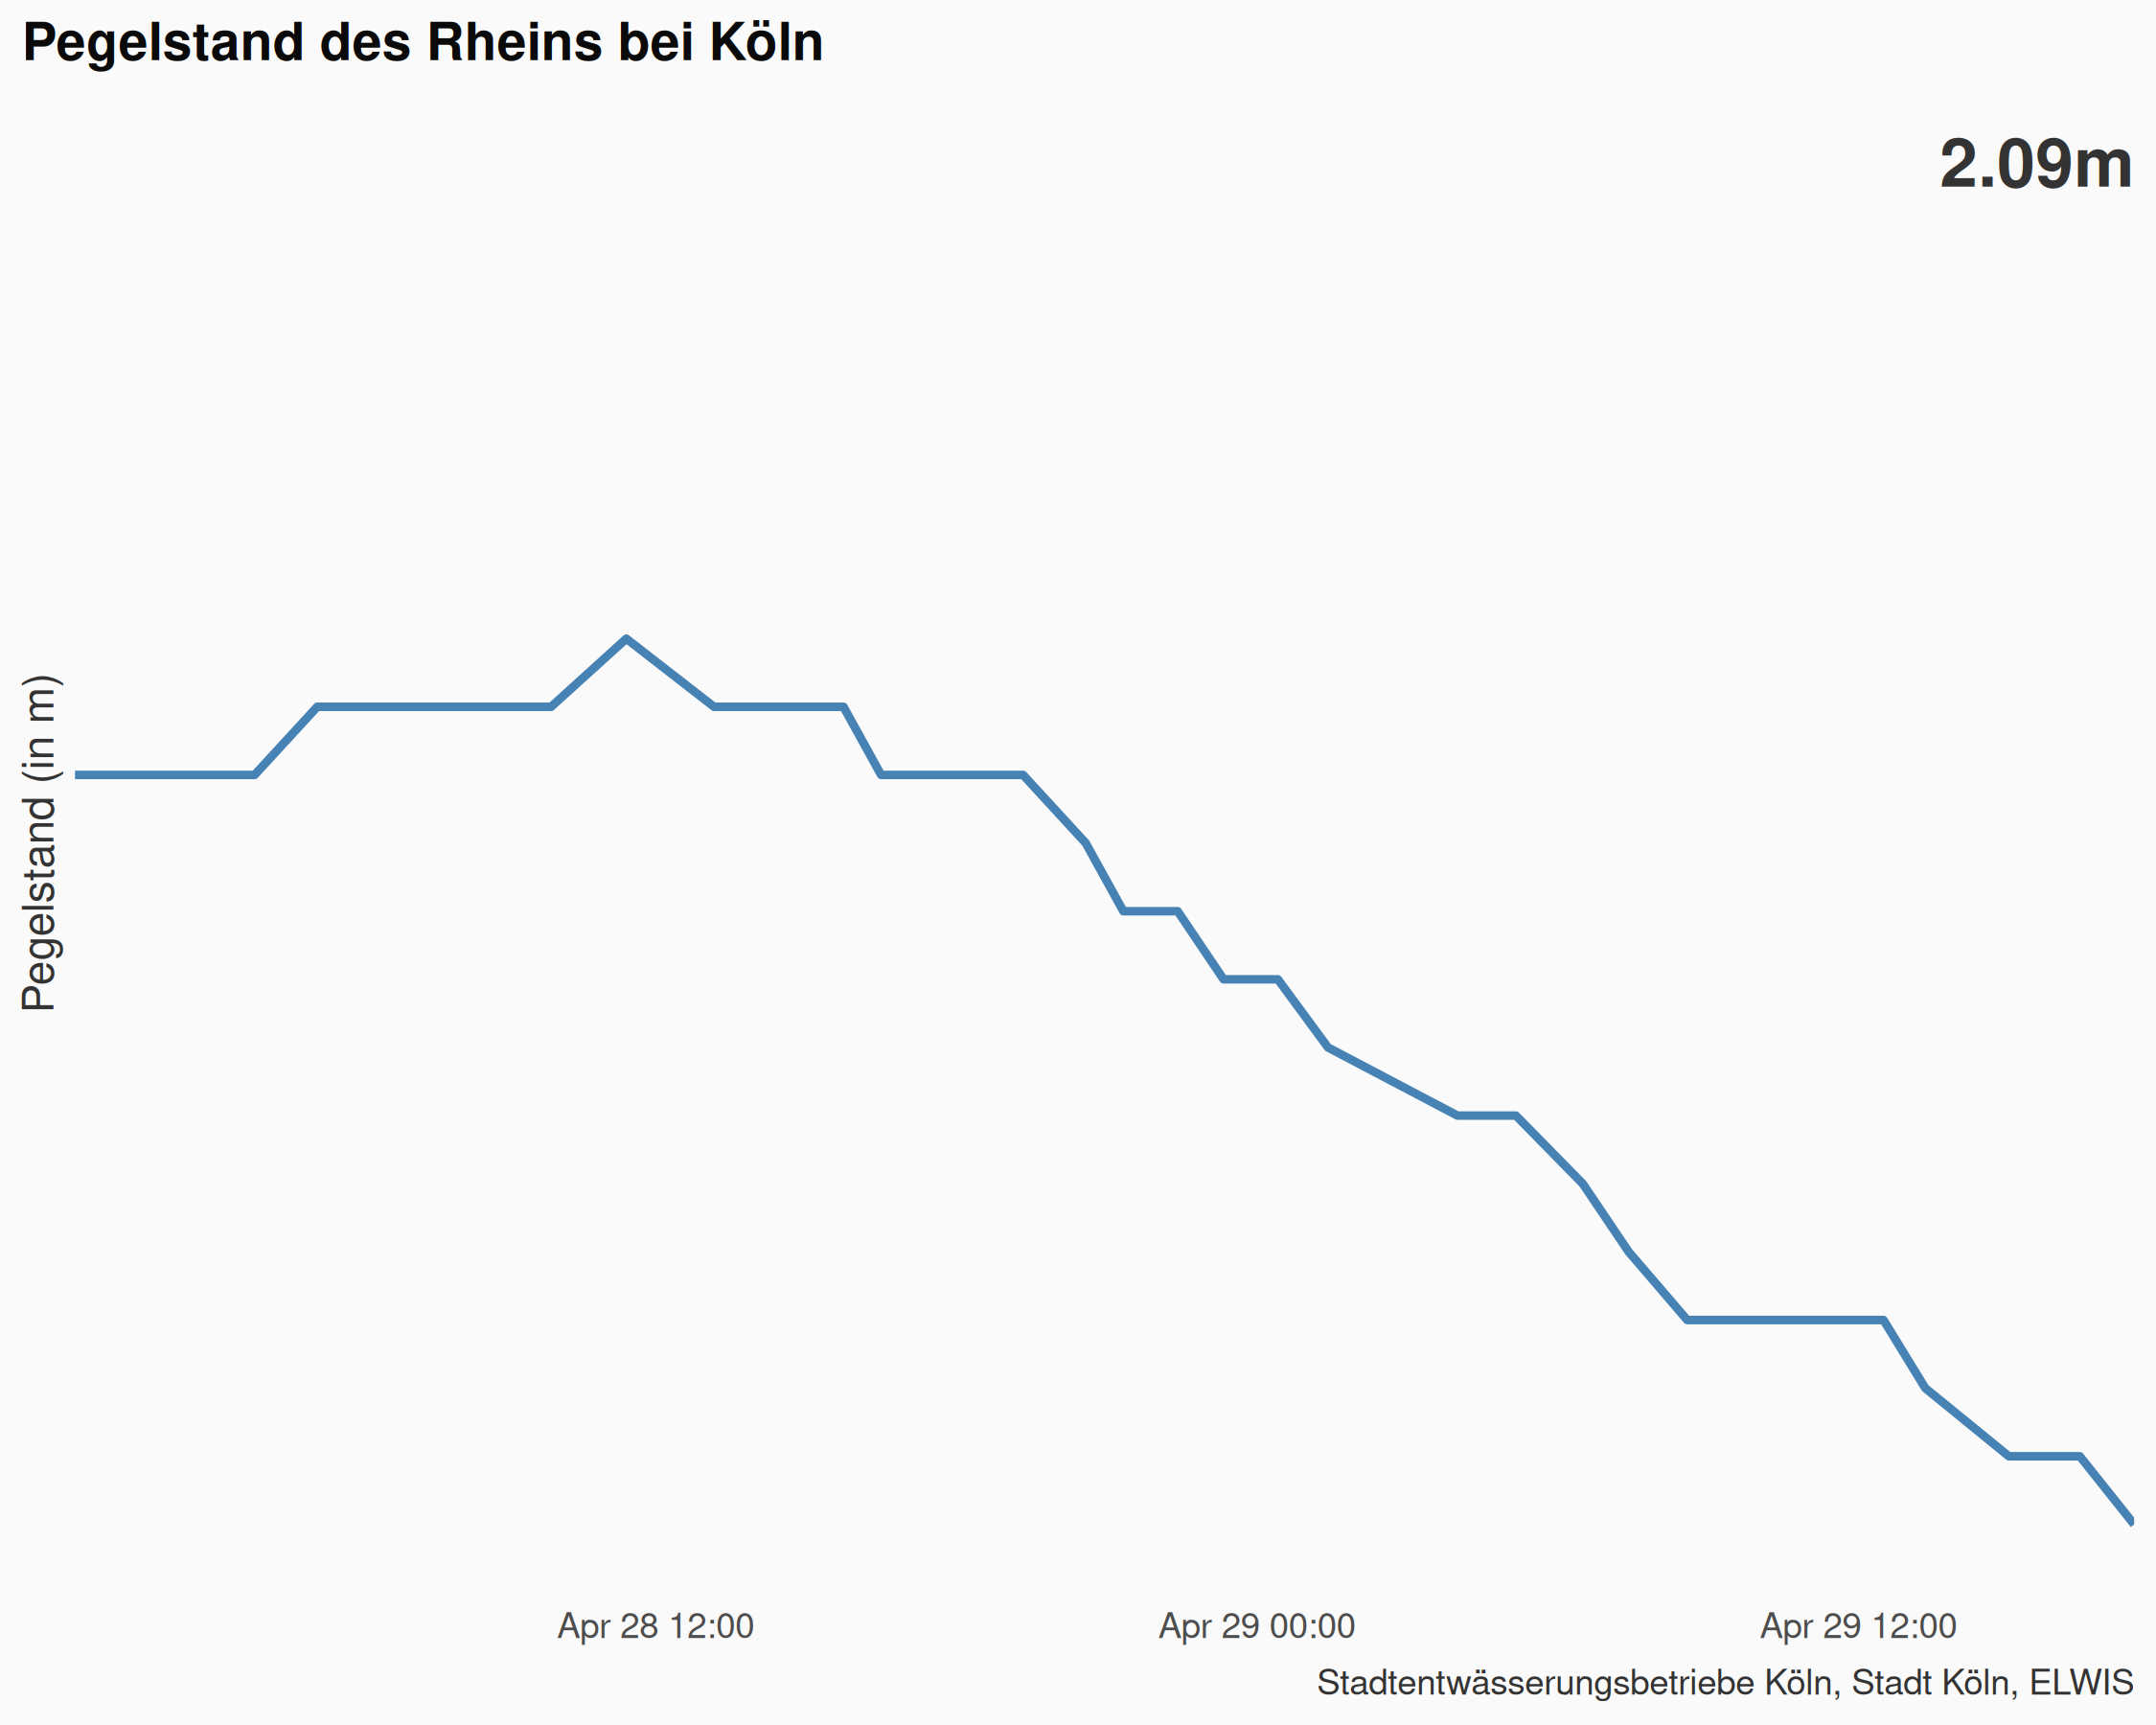 Pegelstand des Rheins bei Köln
2.09m
Pegelstand (in m)
Apr 28 12:00
Apr 29 00:00
Apr 29 12:00
Stadtentwässerungsbetriebe Köln, Stadt Köln, ELWIS